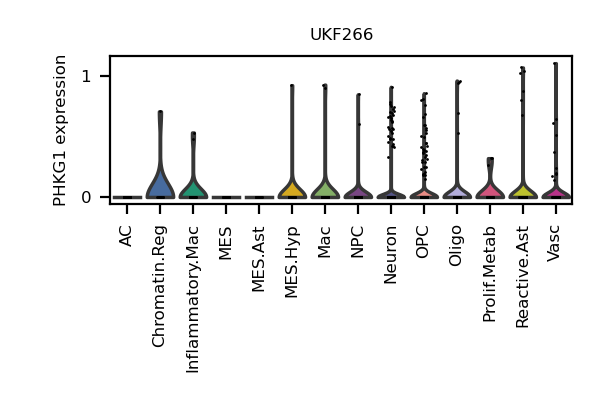 UKF266
PHKG1 expression
1
0
AC
Chromatin.Reg
Inflammatory.Mac
MES
MES.Ast
MES.Hyp
Mac
NPC
Neuron
OPC
Oligo
Prolif.Metab
Reactive.Ast
Vasc